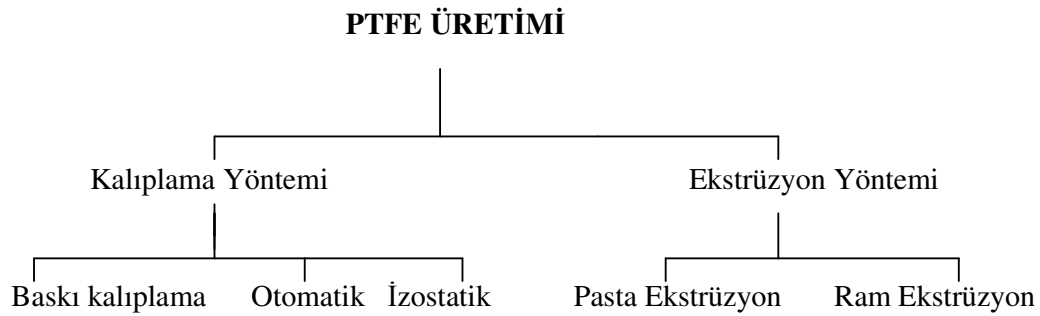 PTFE ÜRETİMİ
Kalıplama Yöntemi Ekstrüzyon Yöntemi
Baskı kalıplama Otomatik İzostatik Pasta Ekstrüzyon Ram Ekstrüzyon